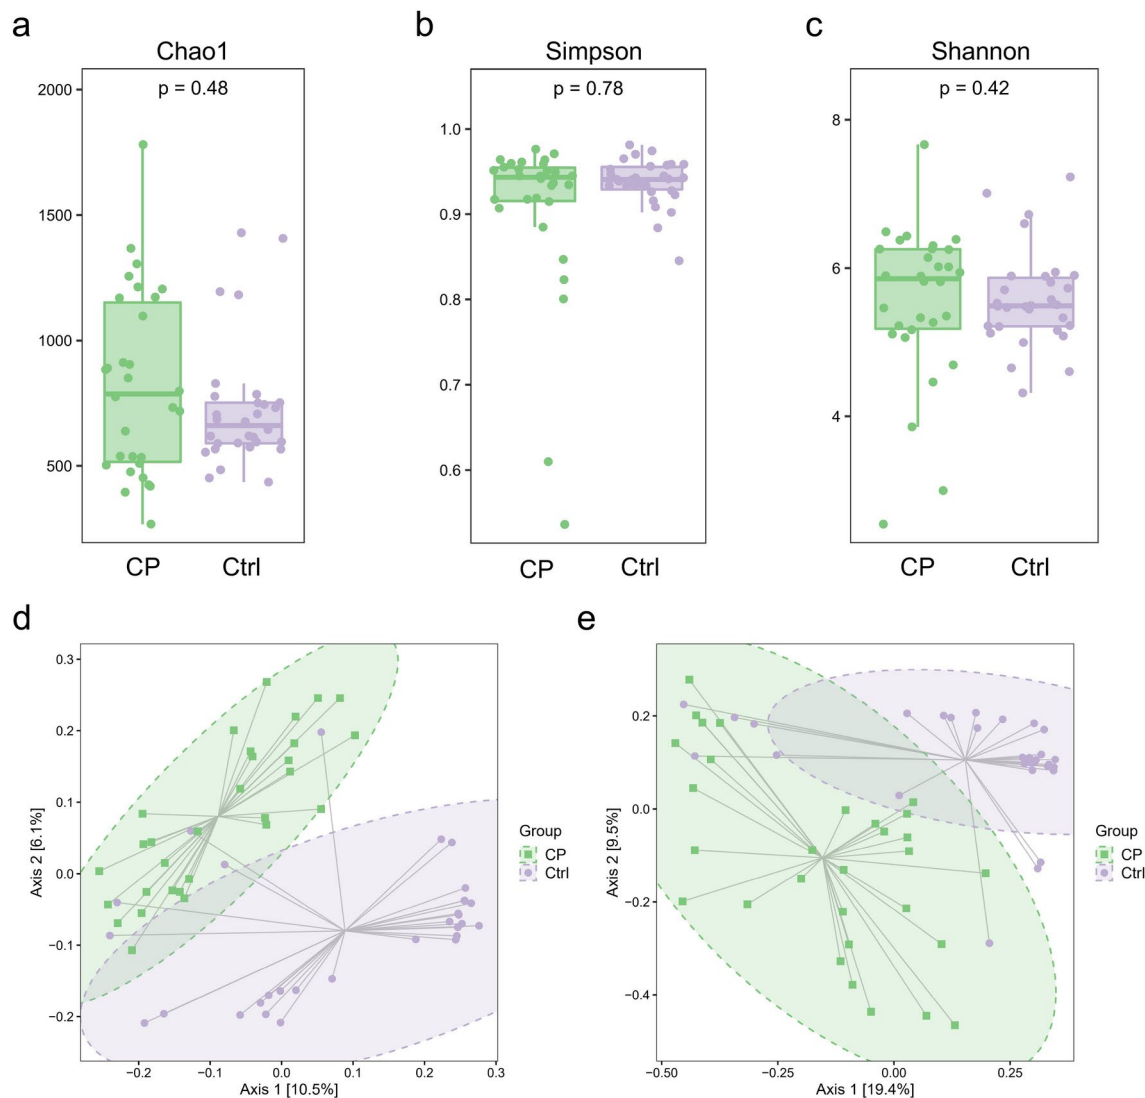 a
Chao1
p = 0.48
2000
1500
1000
500
CP
Ctrl
b
Simpson
p = 0.78
1.0
0.9
0.8
0.7
0.6
CP
Ctrl
c
Shannon
p = 0.42
8
6
4
CP
Ctrl
d
Axis 2 [6.1%]
0.3
0.2
0.1
0.0
−0.1
−0.2
−0.2
−0.1
0.0
0.1
0.2
0.3
Axis 1 [10.5%]
Group
CP
Ctrl
e
Axis 2 [9.5%]
0.2
0.0
−0.2
−0.4
−0.50
−0.25
0.00
0.25
Axis 1 [19.4%]
Group
CP
Ctrl